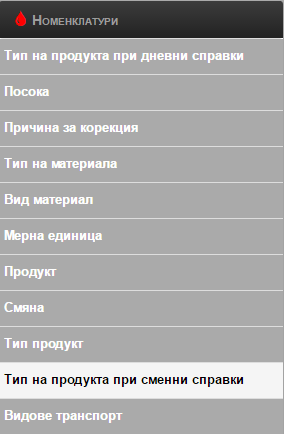 Номенклатури
Тип на продукта при дневни справки
Посока
Причина за корекция
Тип на материала
Вид материал
Мерна единица
Продукт
Смяна
Тип продукт
Тип на продукта при сменни справки
Видове транспорт